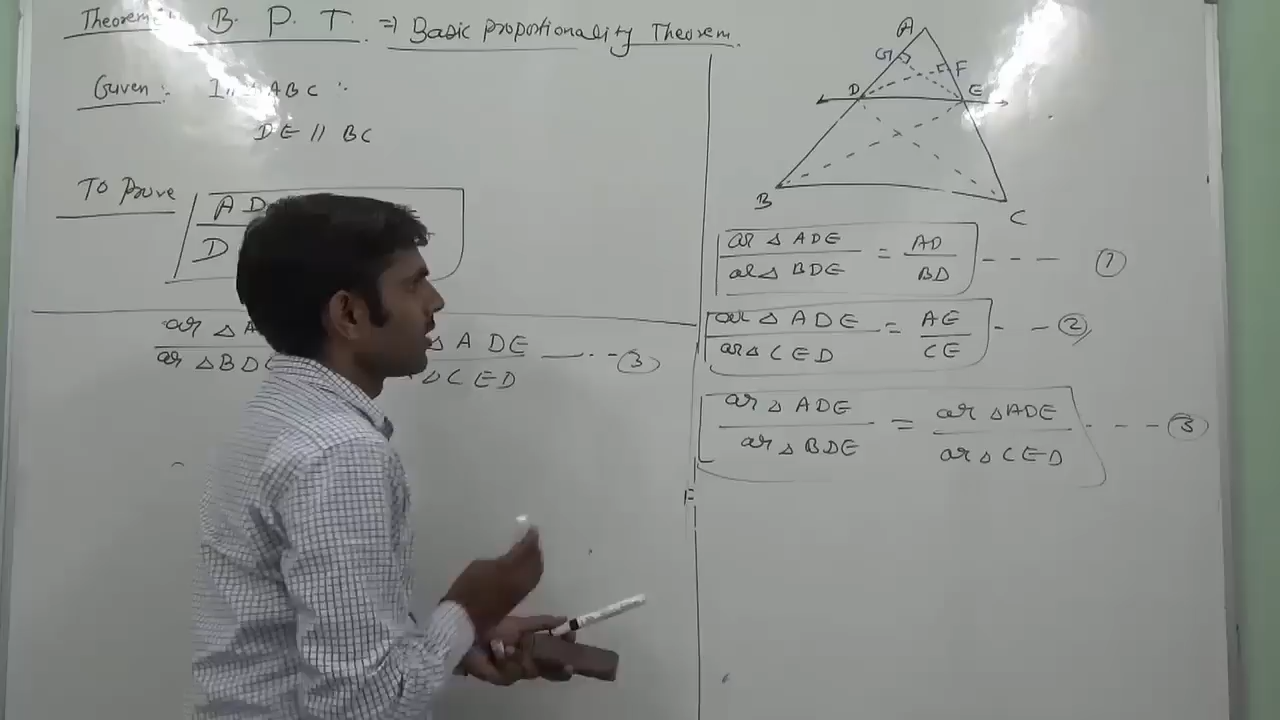 Theorem: B. P. T. ⇒ Basic proportionality Theorem.
Given:- ABC
DE // BC
To Prove
AD
D
ar Δ A Δ A DE
ar Δ BD ΔCED --- ③
A
G F
D E
B C
ar Δ ADE / ar Δ BDE = AD / BD --- ①
ar Δ ADE / ar Δ CED = AE / CE -- ②
ar Δ ADE / ar Δ BDE = ar Δ ADE / ar Δ CED --- ③